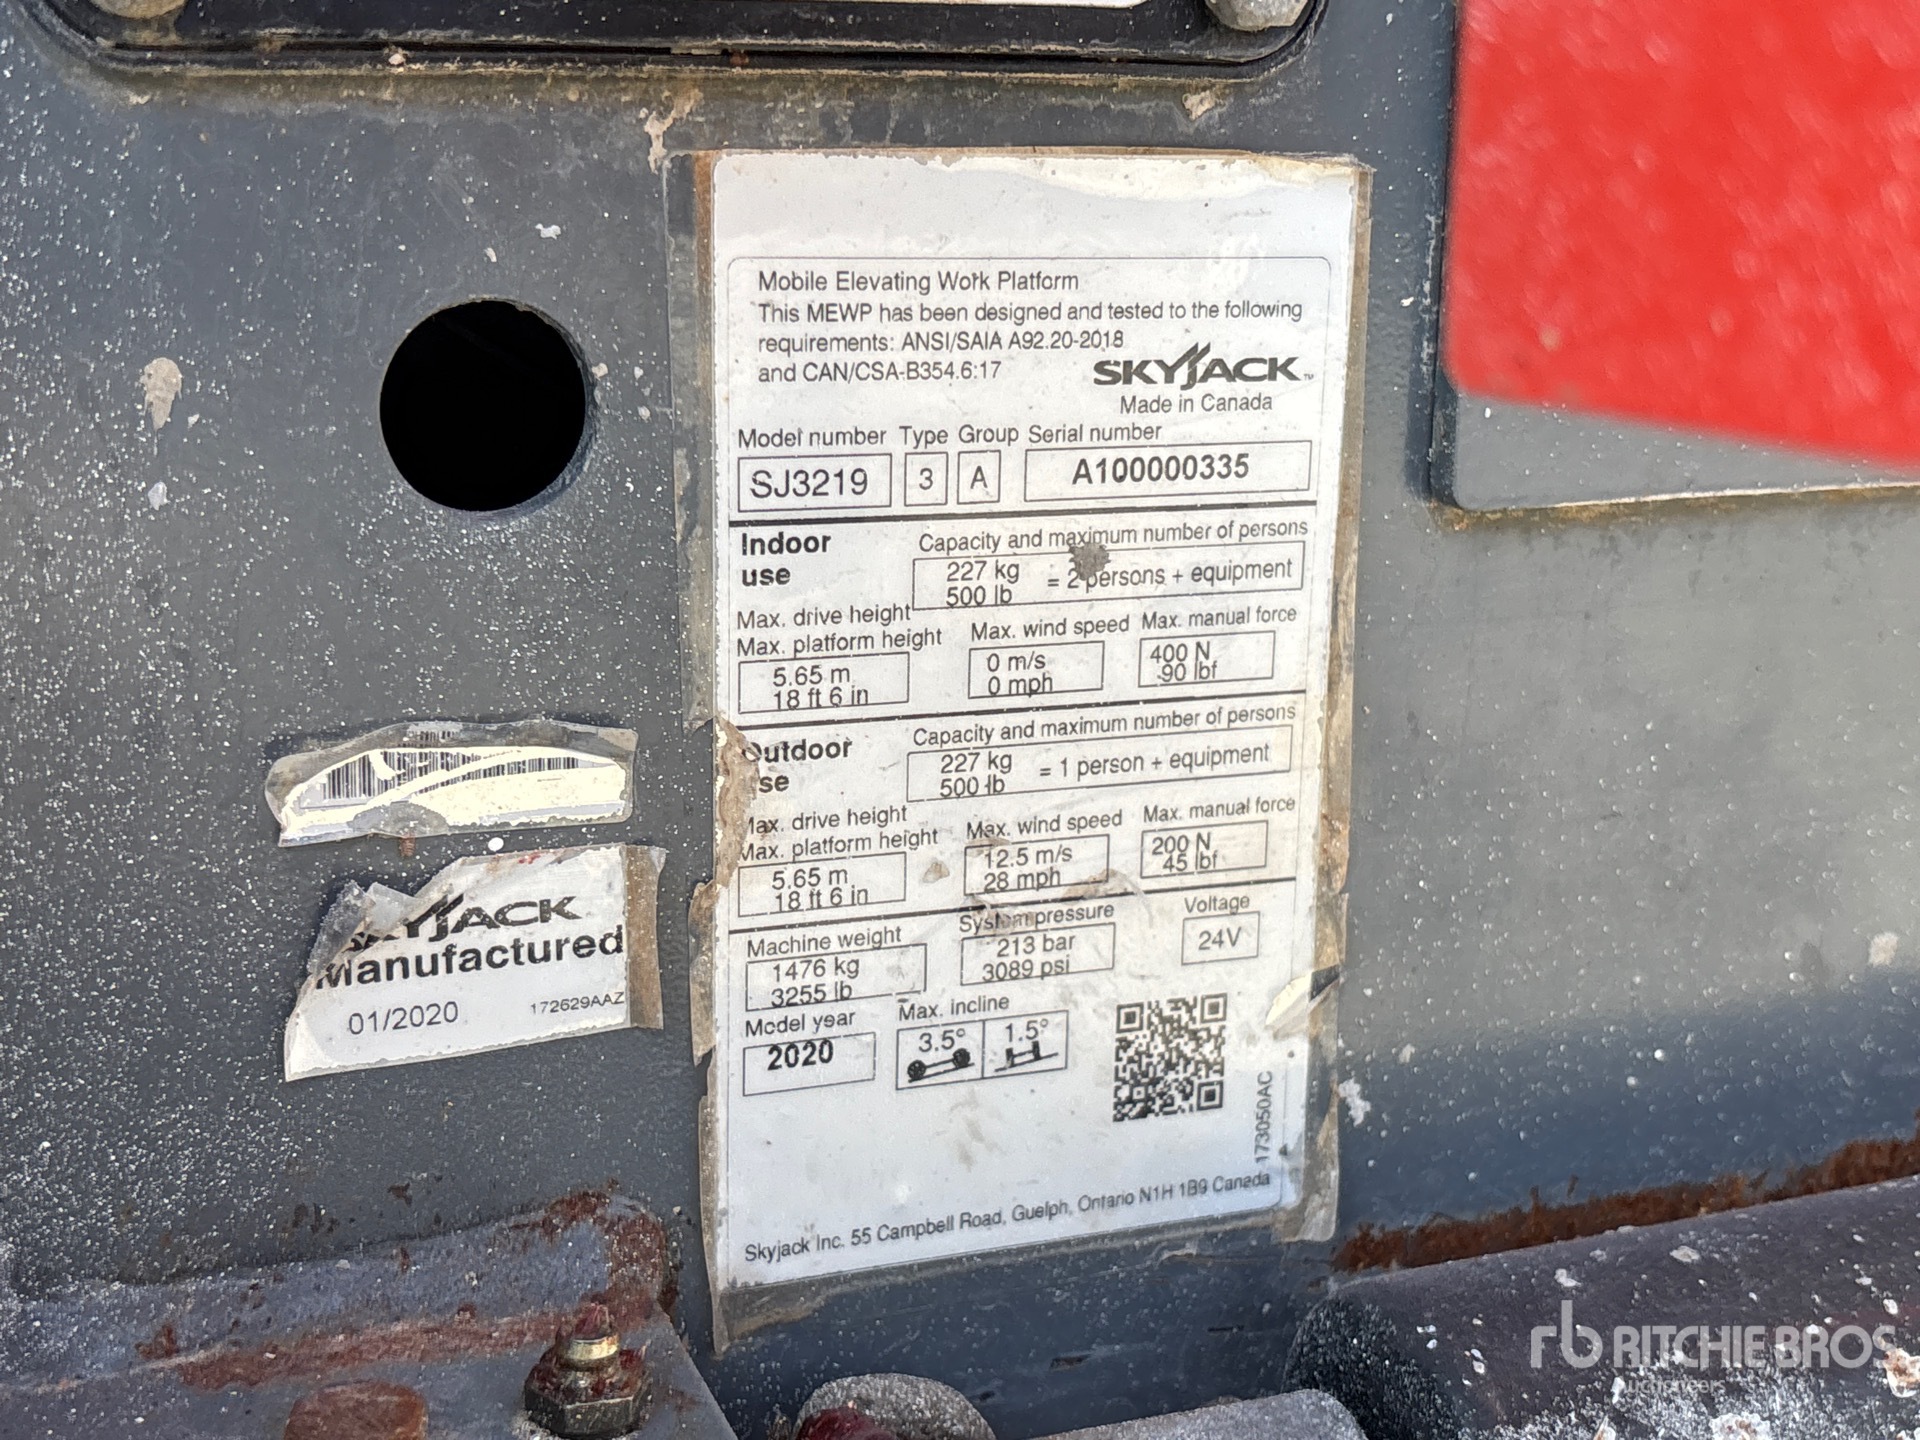 Mobile Elevating Work Platform
This MEWP has been designed and tested to the following
requirements: ANSI/SAIA A92.20-2018
and CAN/CSA-B354.6:17
SKYJACK™
Made in Canada
Model number Type Group Serial number
SJ3219 3 A A100000335
Indoor
use
Capacity and maximum number of persons
227 kg
500 lb
= 2 persons + equipment
Max. drive height
Max. platform height
5.65 m
18 ft 6 in
Max. wind speed
0 m/s
0 mph
Max. manual force
400 N
90 lbf
Outdoor
use
Capacity and maximum number of persons
227 kg
500 lb
= 1 person + equipment
Max. drive height
Max. platform height
5.65 m
18 ft 6 in
Max. wind speed
12.5 m/s
28 mph
Max. manual force
200 N
45 lbf
Machine weight
1476 kg
3255 lb
System pressure
213 bar
3089 psi
Voltage
24V
Model year
2020
Max. incline
3.5° 1.5°
173050AC
Skyjack Inc. 55 Campbell Road, Guelph, Ontario N1H 1B9 Canada
SKYJACK
Manufactured
01/2020 172629AAZ
rb RITCHIE BROS
Auctioneers